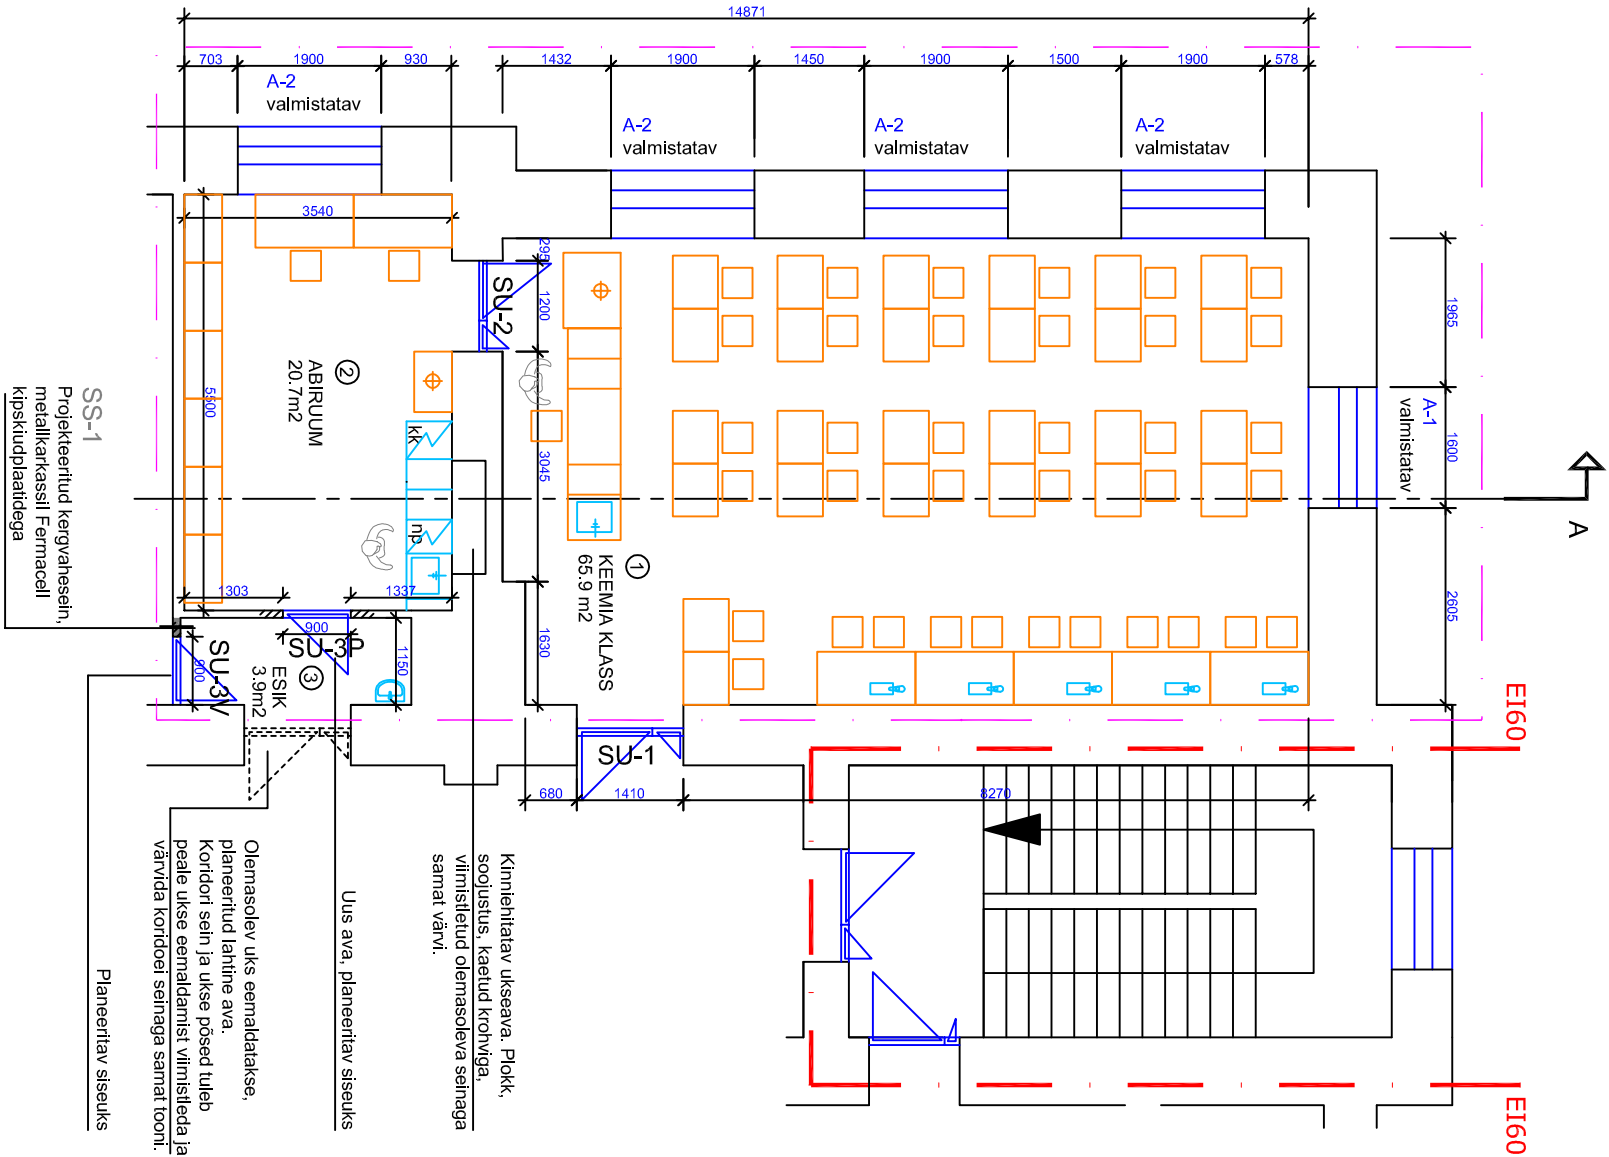 14871
703
1900
930
1432
1900
1450
1900
1500
1900
578
A-2
valmistatav
A-2
valmistatav
A-2
valmistatav
A-2
valmistatav
3540
295
1200
SU-2
1965
A-1
valmistatav
1600
2605
A
5500
2
ABIRUUM
20.7m2
kk
np
3045
1
KEEMIA KLASS
65.9 m2
SS-1
Projekteeritud kergvahesein,
metallkarkassil Fermacell
kipskiudplaatidega
1303
1337
900
SU-3P
1150
1630
SU-3V
900
3
ESIK
3.9m2
SU-1
680
1410
8270
EI60
EI60
Kinniehitatav ukseava. Plokk,
soojustus, kaetud krohviga,
viimistletud olemasoleva seinaga
samat värvi.
Uus ava, planeeritav siseuks
Olemasolev uks eemaldatakse,
planeeritud lahtine ava.
Koridori sein ja ukse põsed tuleb
peale ukse eemaldamist viimistleda ja
värvida koridoei seinaga samat tooni.
Planeeritav siseuks